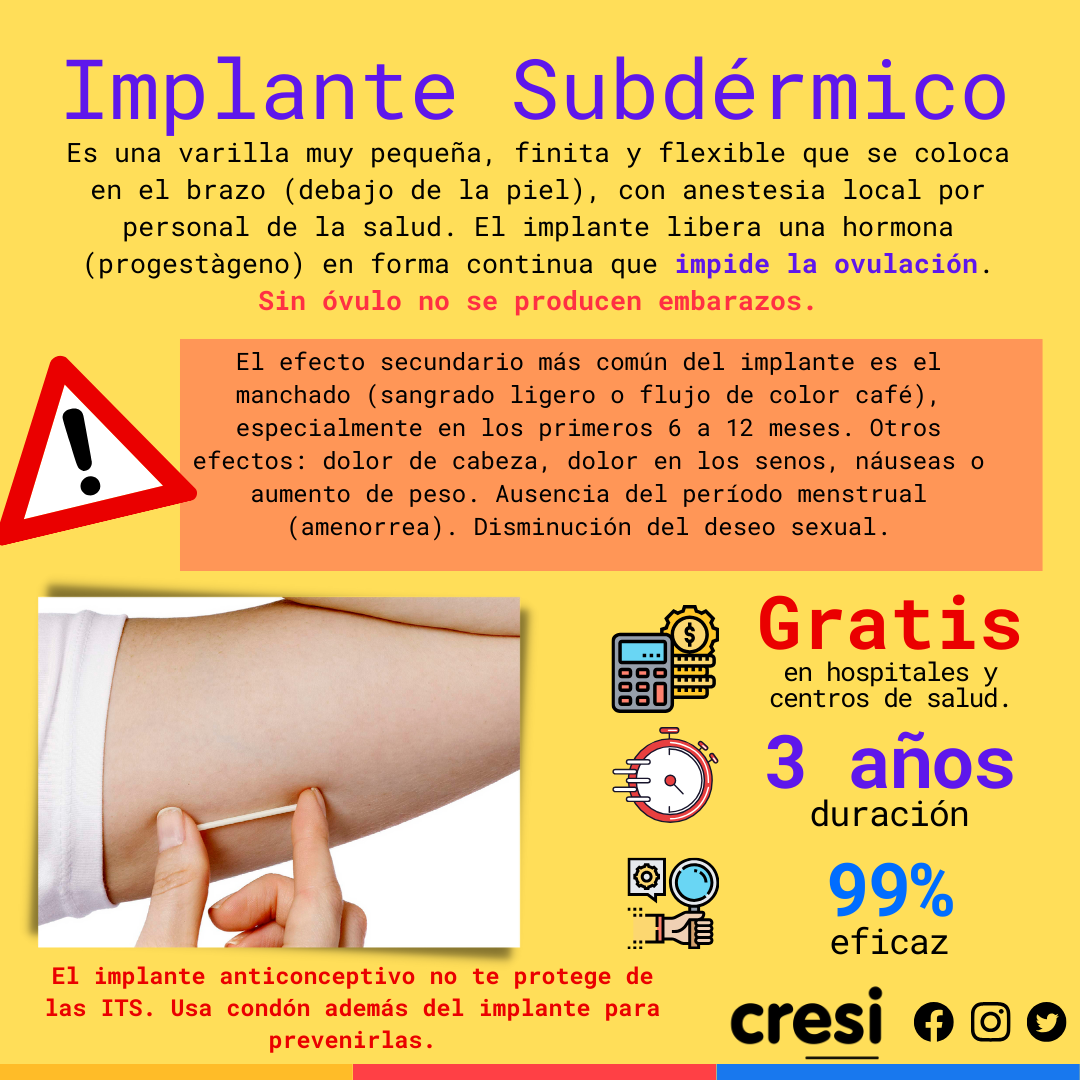 Implante Subdérmico
Es una varilla muy pequeña, finita y flexible que se coloca
en el brazo (debajo de la piel), con anestesia local por
personal de la salud. El implante libera una hormona
(progestàgeno) en forma continua que impide la ovulación.
Sin óvulo no se producen embarazos.
El efecto secundario más común del implante es el
manchado (sangrado ligero o flujo de color café),
especialmente en los primeros 6 a 12 meses. Otros
efectos: dolor de cabeza, dolor en los senos, náuseas o
aumento de peso. Ausencia del período menstrual
(amenorrea). Disminución del deseo sexual.
Gratis
en hospitales y
centros de salud.
3 años
duración
99%
eficaz
El implante anticonceptivo no te protege de
las ITS. Usa condón además del implante para
prevenirlas.
cresi